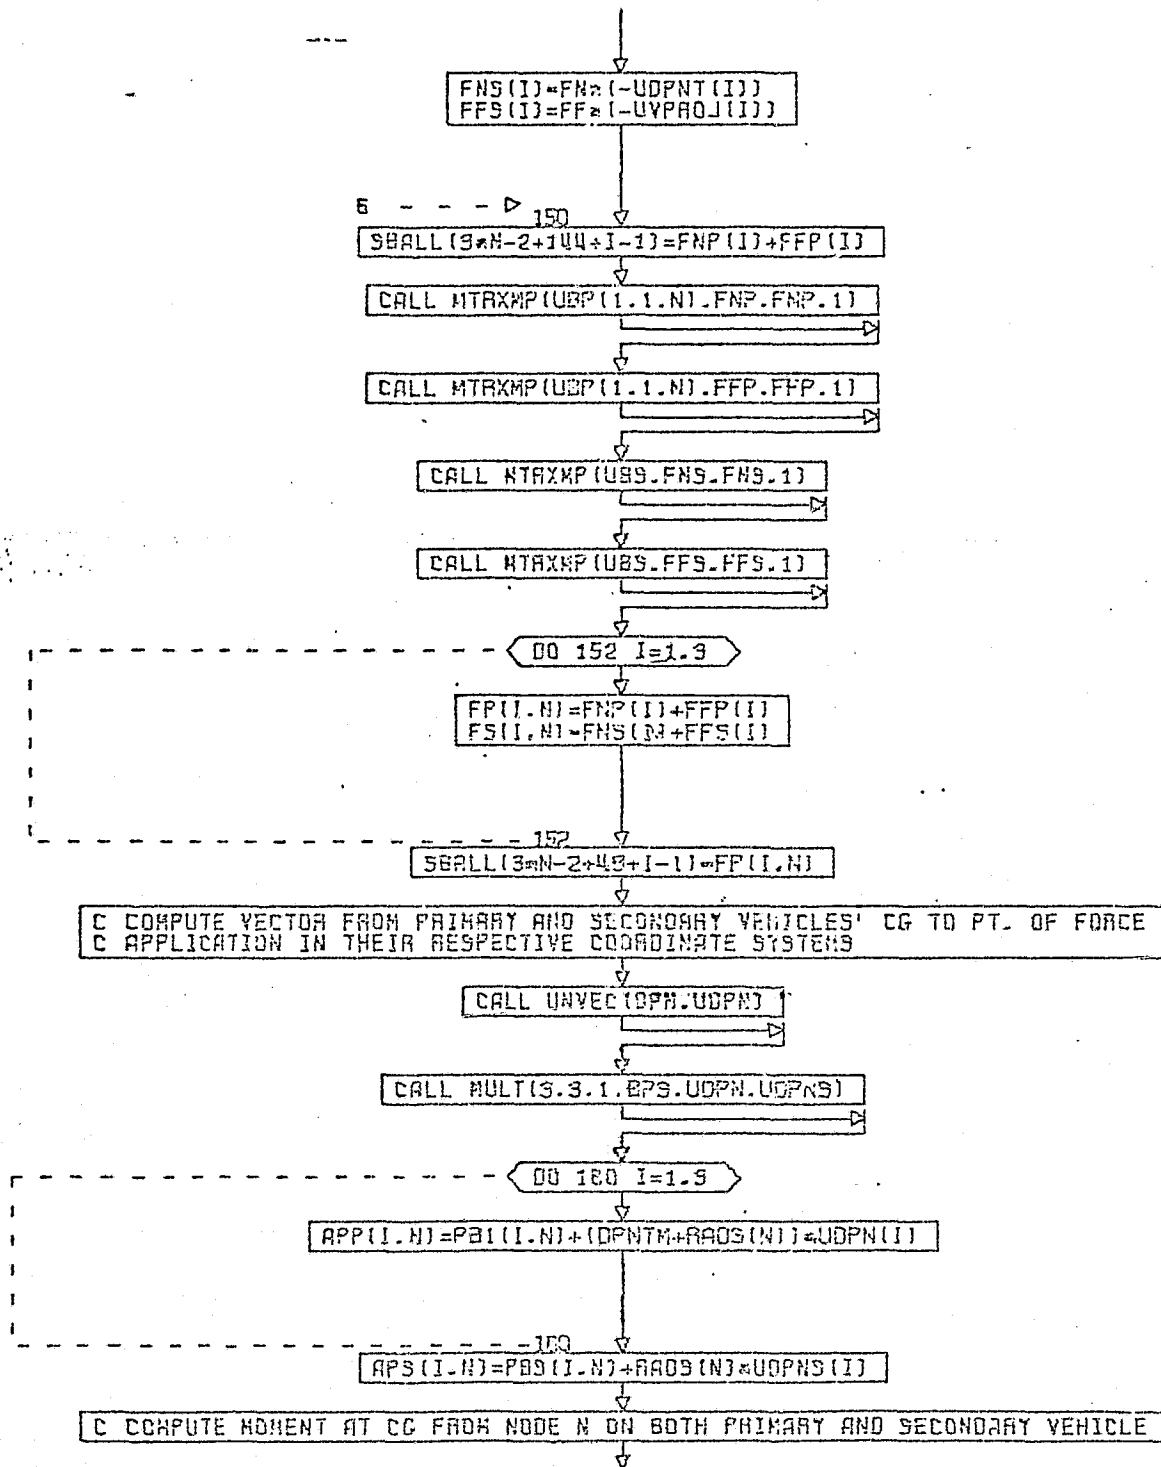 FNS(I)=FN*(-UDPNT(I))
FFS(I)=FF*(-UVPROJ(I))
6
150
SBALL(3*N-2+144+I-1)=FNP(I)+FFP(I)
CALL MTRXMP(UBP(1,1,N),FNP,FNP,1)
CALL MTRXMP(UBP(1,1,N),FFP,FFP,1)
CALL MTRXMP(UBS,FNS,FNS,1)
CALL MTRXMP(UBS,FFS,FFS,1)
DO 152 I=1,3
FP(I,N)=FNP(I)+FFP(I)
FS(I,N)=FNS(I)+FFS(I)
152
SBALL(3*N-2+48+I-1)=FP(I,N)
C COMPUTE VECTOR FROM PRIMARY AND SECONDARY VEHICLES' CG TO PT. OF FORCE
C APPLICATION IN THEIR RESPECTIVE COORDINATE SYSTEMS
CALL UNVEC(DPN,UDPN)
CALL MULT(3,3,1,BPS,UDPN,UDPNS)
DO 160 I=1,3
APP(I,N)=PB1(I,N)+(DPNTM+RADS(N))*UDPN(I)
160
APS(I,N)=PBS(I,N)+RADS(N)*UDPNS(I)
C COMPUTE MOMENT AT CG FROM NODE N ON BOTH PRIMARY AND SECONDARY VEHICLE